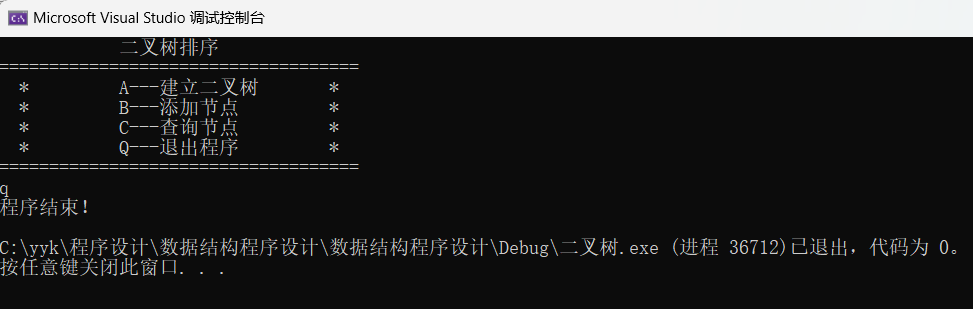 Microsoft Visual Studio 调试控制台
二叉树排序
====================================
* A---建立二叉树 *
* B---添加节点 *
* C---查询节点 *
* Q---退出程序 *
====================================
q
程序结束!
C:\yyk\程序设计\数据结构程序设计\数据结构程序设计\Debug\二叉树.exe (进程 36712)已退出，代码为 0。
按任意键关闭此窗口. . .